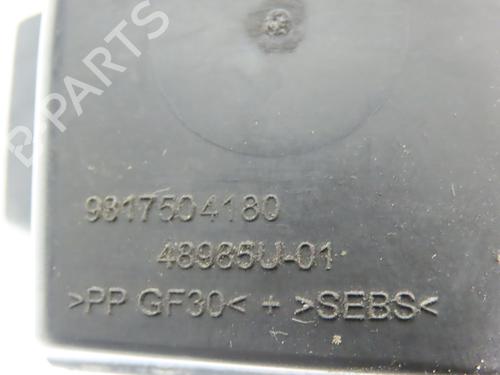 B-PARTS
9817504180
48985U-01
>PP GF30< + >SEBS<